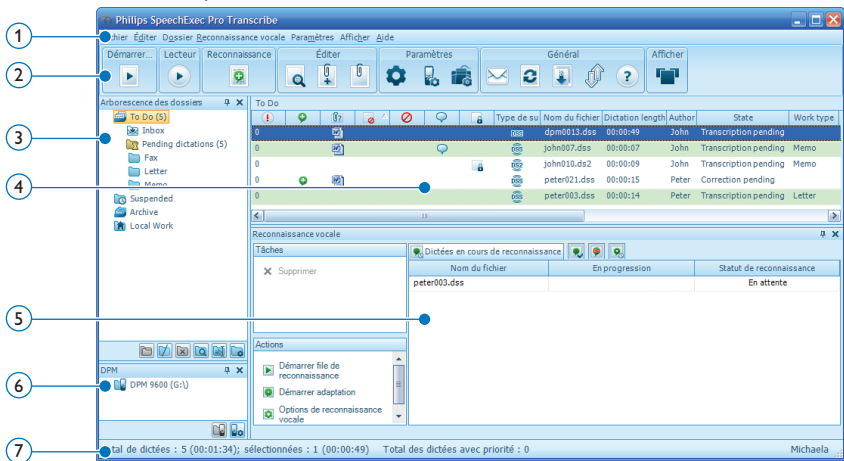 Philips SpeechExec Pro Transcribe
1
chier Éditer Dossier Reconnaissance vocale Paramètres Afficher Aide
Démarrer... Lecteur Reconnaissance Éditer Paramètres Général Afficher
2
Arborescence des dossiers
To Do (5)
3
Inbox
Pending dictations (5)
Fax
Letter
Memo
Suspended
Archive
Local Work
To Do
Type de su Nom du fichier Dictation length Author State Work type
0 DSS dpm0013.dss 00:00:49 John Transcription pending
0 DSS john007.dss 00:00:07 John Transcription pending Memo
0 DS2 john010.ds2 00:00:09 John Transcription pending Memo
4
0 DSS peter021.dss 00:00:15 Peter Correction pending
0 DSS peter003.dss 00:00:14 Peter Transcription pending Letter
Reconnaissance vocale
Tâches
Supprimer
Dictées en cours de reconnaissance
Nom du fichier En progression Statut de reconnaissance
peter003.dss En attente
5
Actions
Démarrer file de
reconnaissance
Démarrer adaptation
Options de reconnaissance
vocale
DPM
6
DPM 9600 (G:\)
7
tal de dictées : 5 (00:01:34); sélectionnées : 1 (00:00:49) Total des dictées avec priorité : 0 Michaela